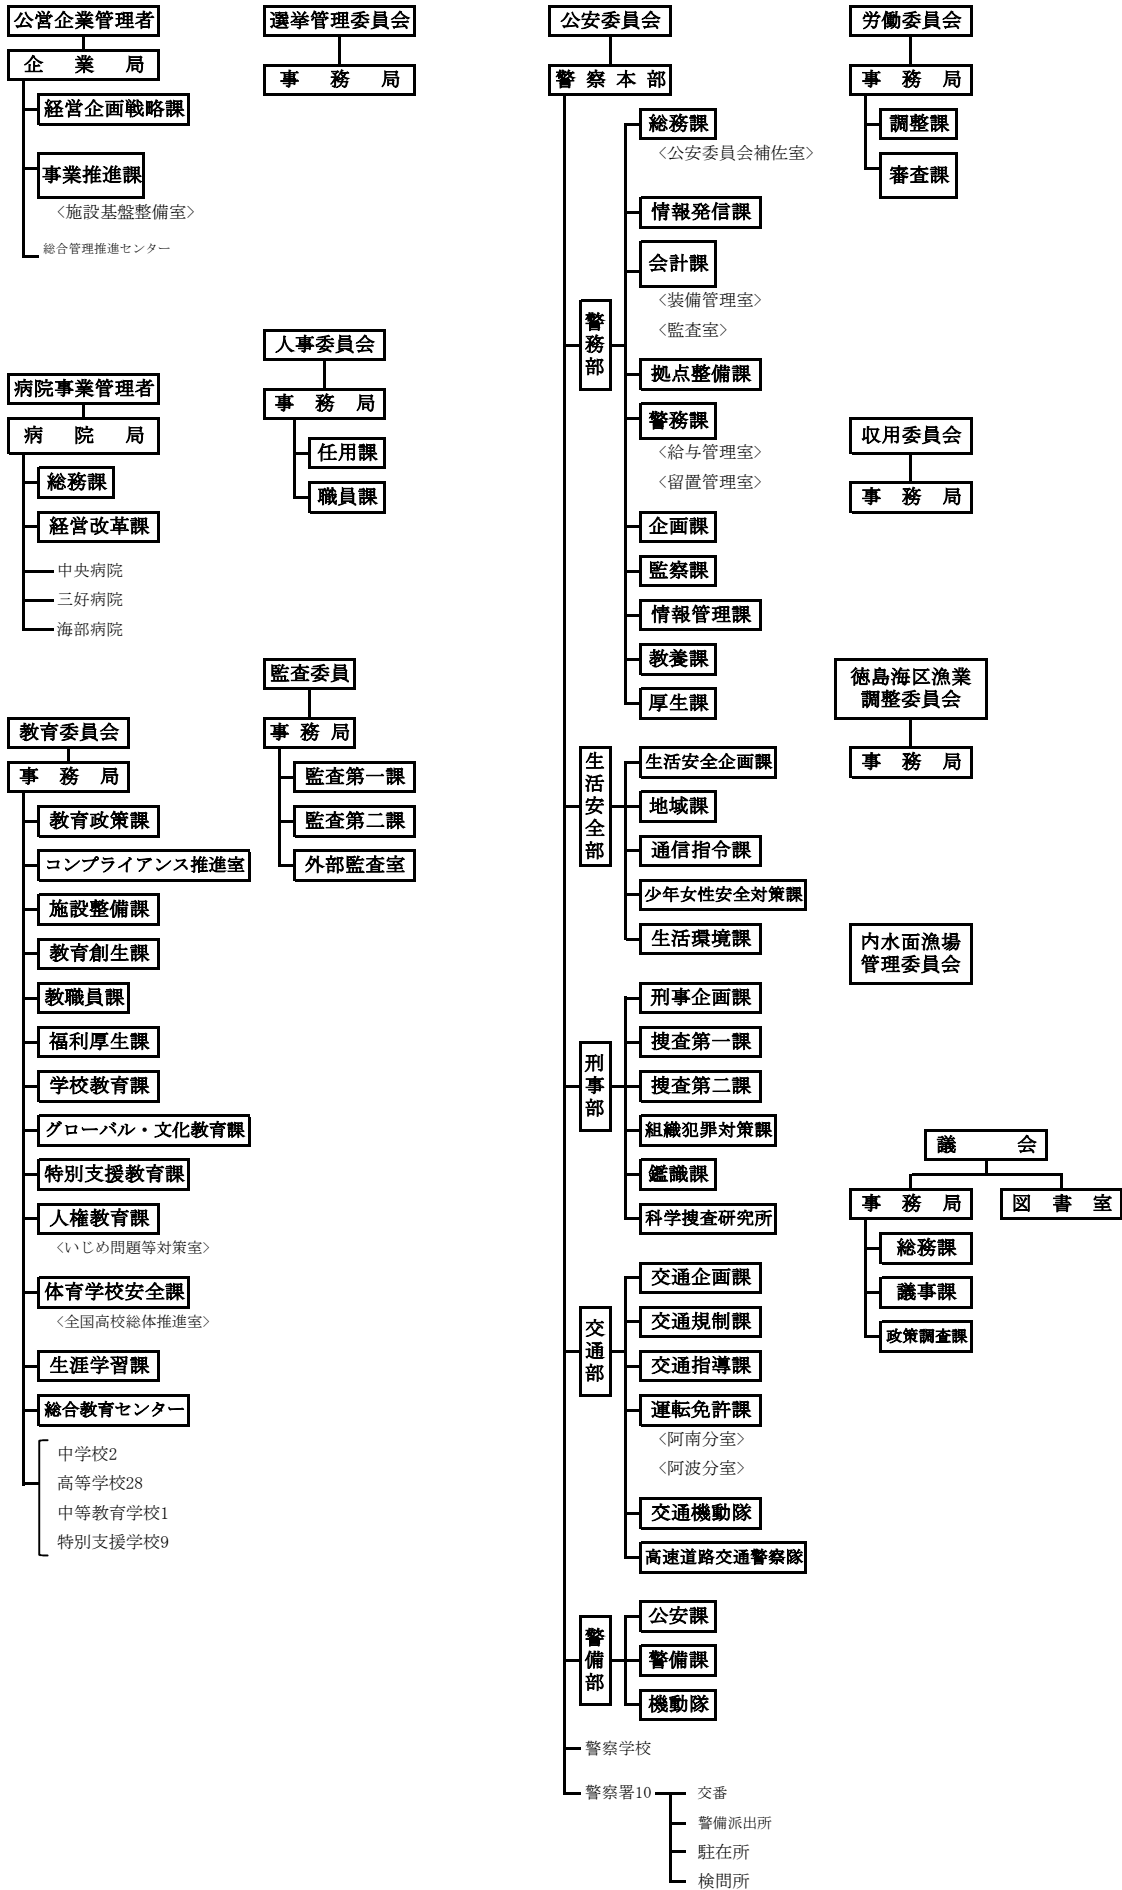 公営企業管理者
企業局
経営企画戦略課
事業推進課
<施設基盤整備室>
総合管理推進センター
病院事業管理者
病院局
総務課
経営改革課
中央病院
三好病院
海部病院
教育委員会
事務局
教育政策課
コンプライアンス推進室
施設整備課
教育創生課
教職員課
福利厚生課
学校教育課
グローバル・文化教育課
特別支援教育課
人権教育課
<いじめ問題等対策室>
体育学校安全課
<全国高校総体推進室>
生涯学習課
総合教育センター
中学校2
高等学校28
中等教育学校1
特別支援学校9
選挙管理委員会
事務局
人事委員会
事務局
任用課
職員課
監査委員
事務局
監査第一課
監査第二課
外部監査室
公安委員会
警察本部
警務部
総務課
<公安委員会補佐室>
情報発信課
会計課
<装備管理室>
<監査室>
拠点整備課
警務課
<給与管理室>
<留置管理室>
企画課
監察課
情報管理課
教養課
厚生課
生活安全部
生活安全企画課
地域課
通信指令課
少年女性安全対策課
生活環境課
刑事部
刑事企画課
捜査第一課
捜査第二課
組織犯罪対策課
鑑識課
科学捜査研究所
交通部
交通企画課
交通規制課
交通指導課
運転免許課
<阿南分室>
<阿波分室>
交通機動隊
高速道路交通警察隊
警備部
公安課
警備課
機動隊
警察学校
警察署10
交番
警備派出所
駐在所
検問所
労働委員会
事務局
調整課
審査課
収用委員会
事務局
徳島海区漁業
調整委員会
事務局
内水面漁場
管理委員会
議会
事務局
図書室
総務課
議事課
政策調査課